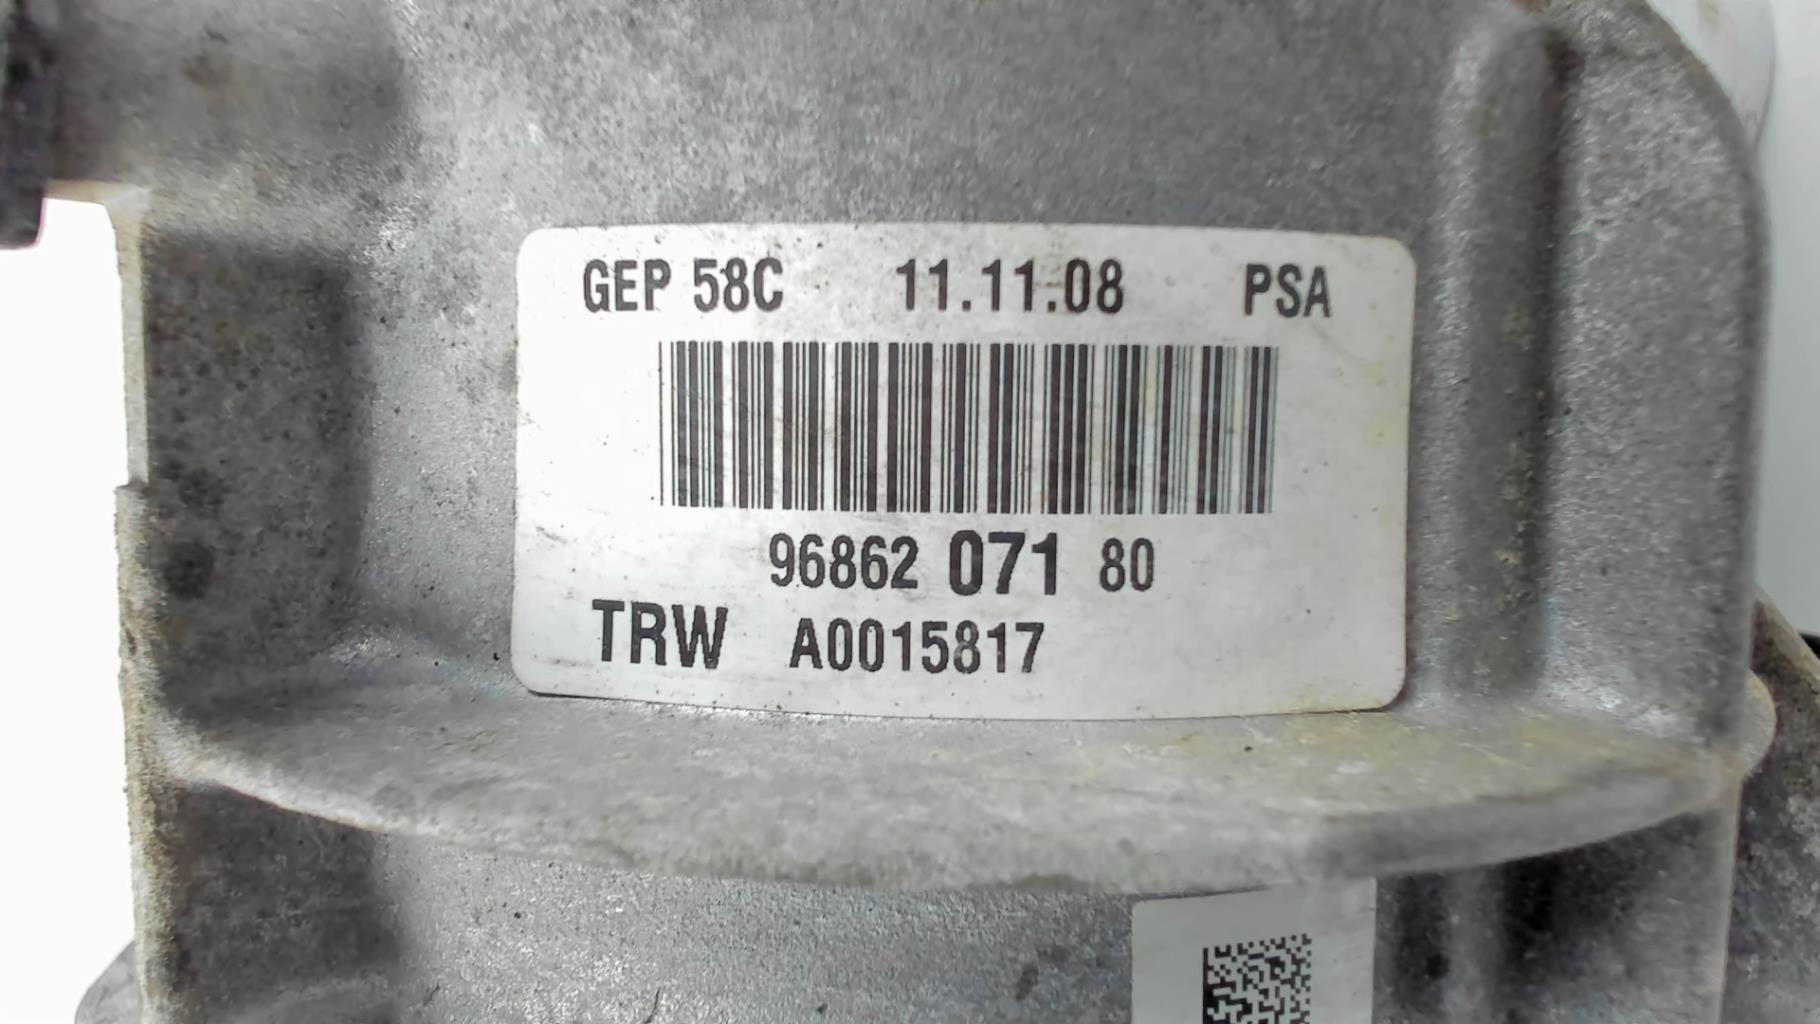 GEP 58C 11.11.08 PSA
96862 071 80
TRW A0015817